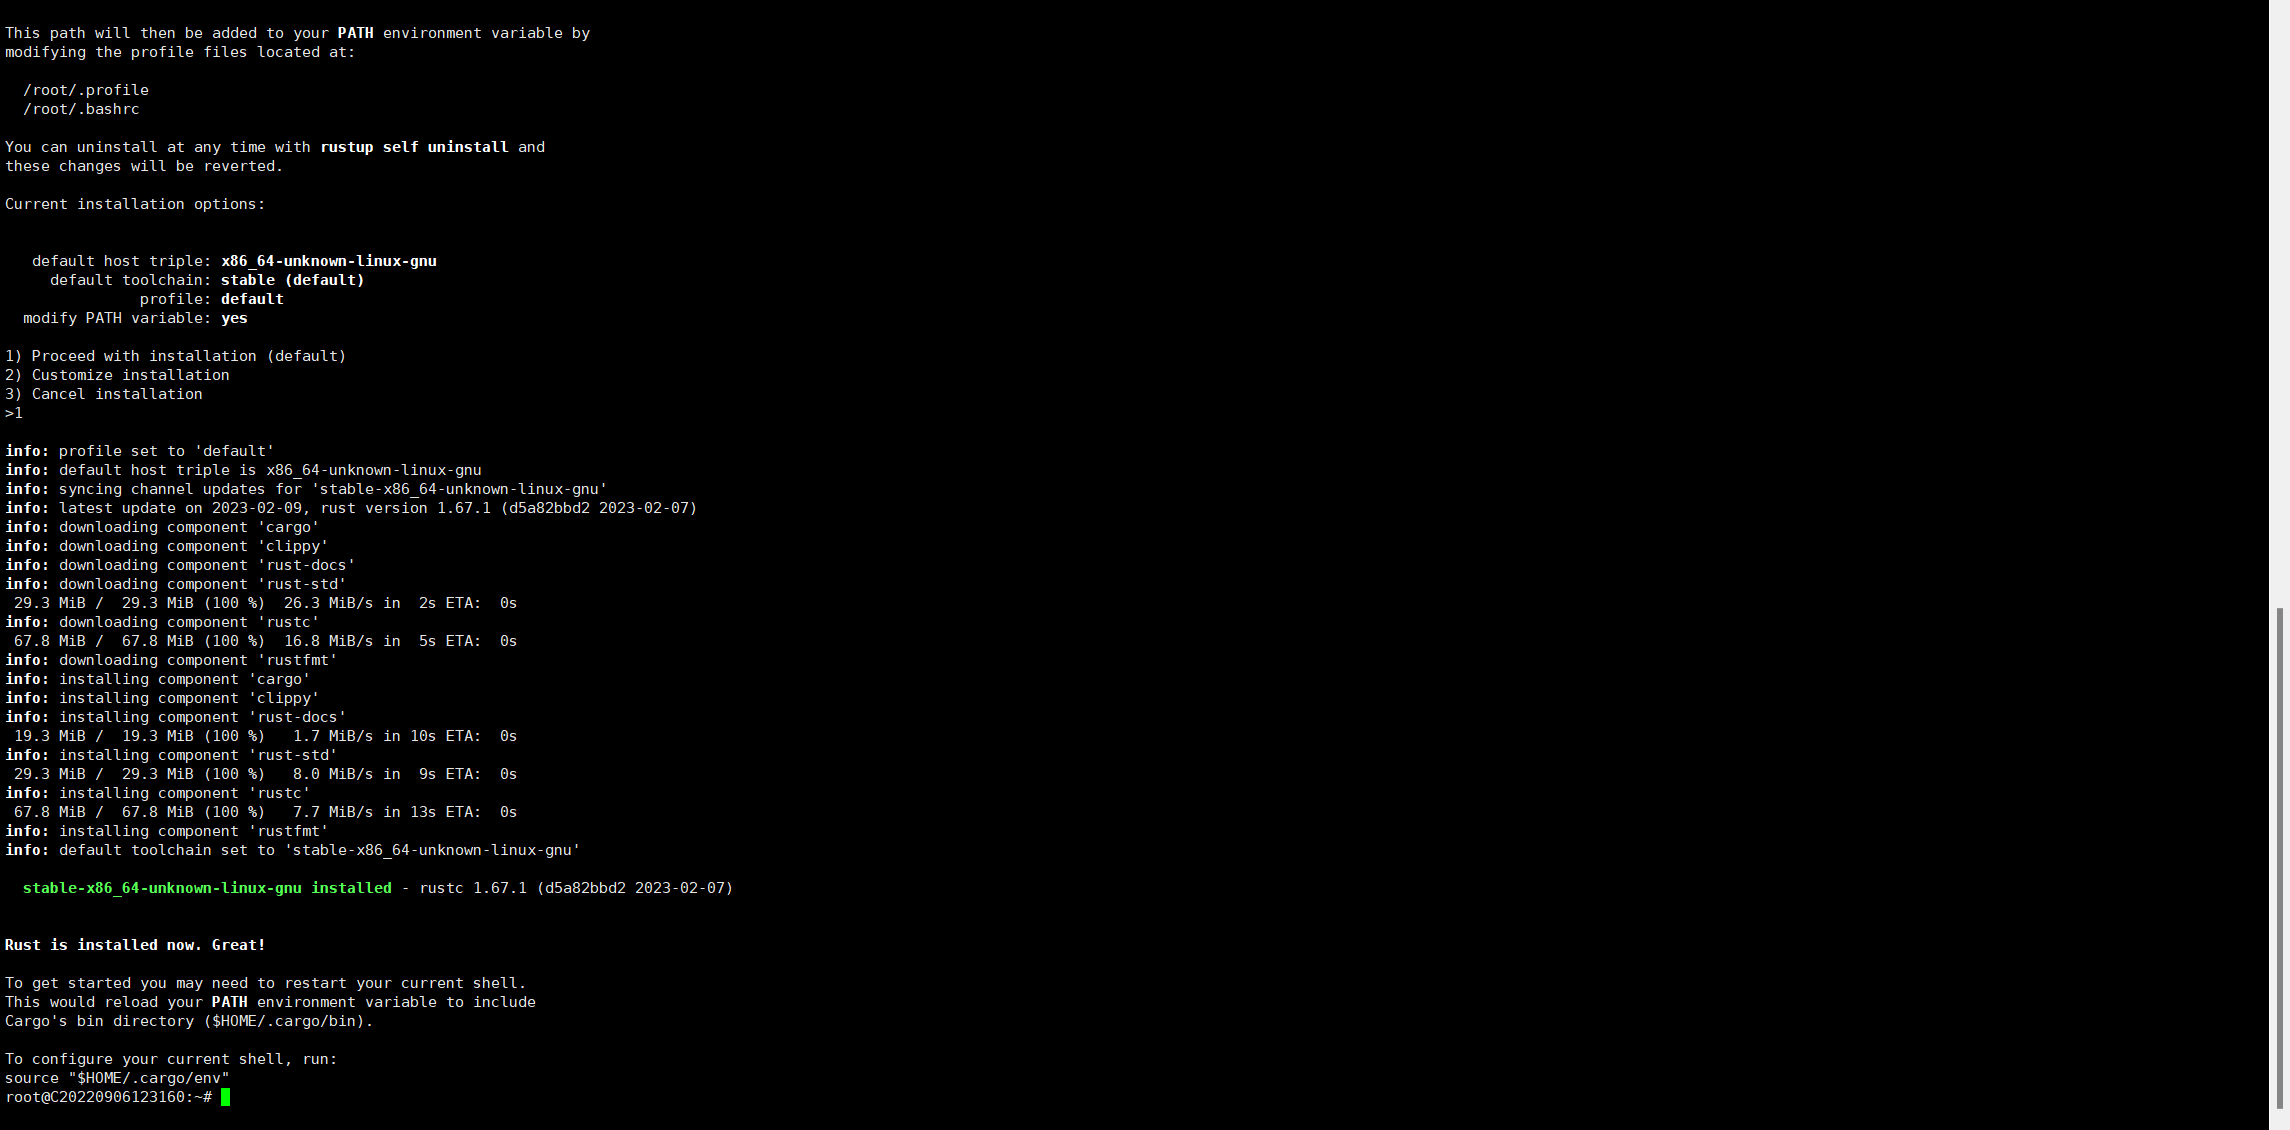 This path will then be added to your PATH environment variable by
modifying the profile files located at:
/root/.profile
/root/.bashrc
You can uninstall at any time with rustup self uninstall and
these changes will be reverted.
Current installation options:
default host triple: x86_64-unknown-linux-gnu
default toolchain: stable (default)
profile: default
modify PATH variable: yes
1) Proceed with installation (default)
2) Customize installation
3) Cancel installation
>1
info: profile set to 'default'
info: default host triple is x86_64-unknown-linux-gnu
info: syncing channel updates for 'stable-x86_64-unknown-linux-gnu'
info: latest update on 2023-02-09, rust version 1.67.1 (d5a82bbd2 2023-02-07)
info: downloading component 'cargo'
info: downloading component 'clippy'
info: downloading component 'rust-docs'
info: downloading component 'rust-std'
29.3 MiB /  29.3 MiB (100 %)  26.3 MiB/s in  2s ETA:  0s
info: downloading component 'rustc'
67.8 MiB /  67.8 MiB (100 %)  16.8 MiB/s in  5s ETA:  0s
info: downloading component 'rustfmt'
info: installing component 'cargo'
info: installing component 'clippy'
info: installing component 'rust-docs'
19.3 MiB /  19.3 MiB (100 %)   1.7 MiB/s in 10s ETA:  0s
info: installing component 'rust-std'
29.3 MiB /  29.3 MiB (100 %)   8.0 MiB/s in  9s ETA:  0s
info: installing component 'rustc'
67.8 MiB /  67.8 MiB (100 %)   7.7 MiB/s in 13s ETA:  0s
info: installing component 'rustfmt'
info: default toolchain set to 'stable-x86_64-unknown-linux-gnu'
stable-x86_64-unknown-linux-gnu installed - rustc 1.67.1 (d5a82bbd2 2023-02-07)
Rust is installed now. Great!
To get started you may need to restart your current shell.
This would reload your PATH environment variable to include
Cargo's bin directory ($HOME/.cargo/bin).
To configure your current shell, run:
source "$HOME/.cargo/env"
root@C20220906123160:~#